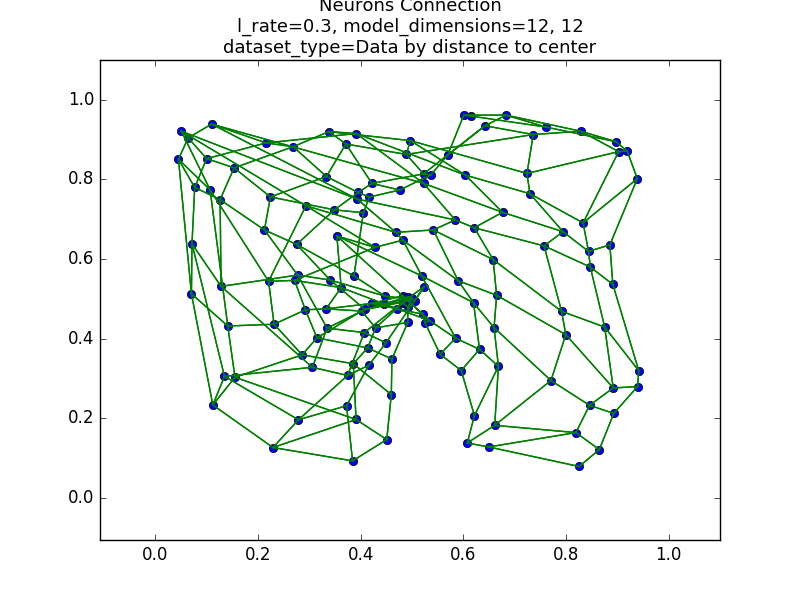 Neurons Connection
l_rate=0.3, model_dimensions=12, 12
dataset_type=Data by distance to center
1.0
0.8
0.6
0.4
0.2
0.0
0.0 0.2 0.4 0.6 0.8 1.0